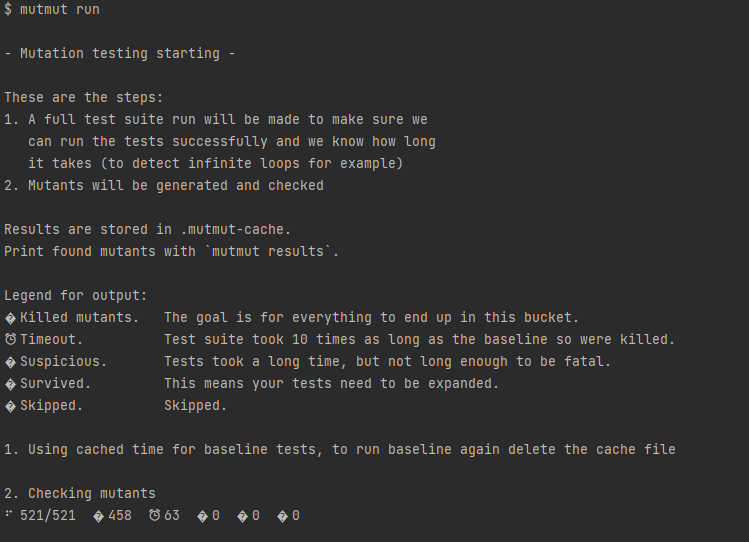 $ mutmut run
- Mutation testing starting -
These are the steps:
1. A full test suite run will be made to make sure we
can run the tests successfully and we know how long
it takes (to detect infinite loops for example)
2. Mutants will be generated and checked
Results are stored in .mutmut-cache.
Print found mutants with `mutmut results`.
Legend for output:
� Killed mutants.   The goal is for everything to end up in this bucket.
⏰ Timeout.          Test suite took 10 times as long as the baseline so were killed.
� Suspicious.       Tests took a long time, but not long enough to be fatal.
� Survived.         This means your tests need to be expanded.
� Skipped.          Skipped.
1. Using cached time for baseline tests, to run baseline again delete the cache file
2. Checking mutants
⠋ 521/521  � 458  ⏰ 63  � 0  � 0  � 0